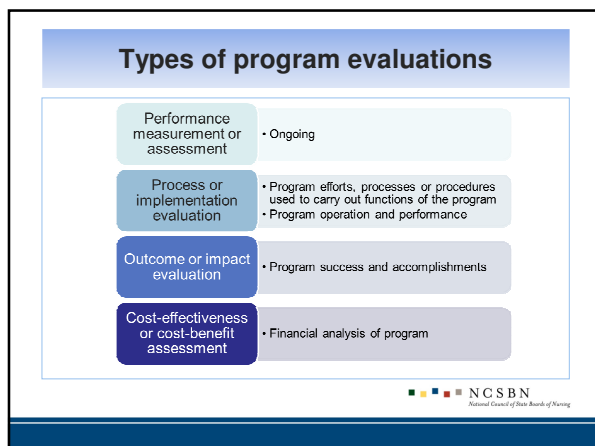 Types of program evaluations
Performance
measurement or
assessment
• Ongoing
Process or
implementation
evaluation
• Program efforts, processes or procedures
used to carry out functions of the program
• Program operation and performance
Outcome or impact
evaluation
• Program success and accomplishments
Cost-effectiveness
or cost-benefit
assessment
• Financial analysis of program
NCSBN
National Council of State Boards of Nursing